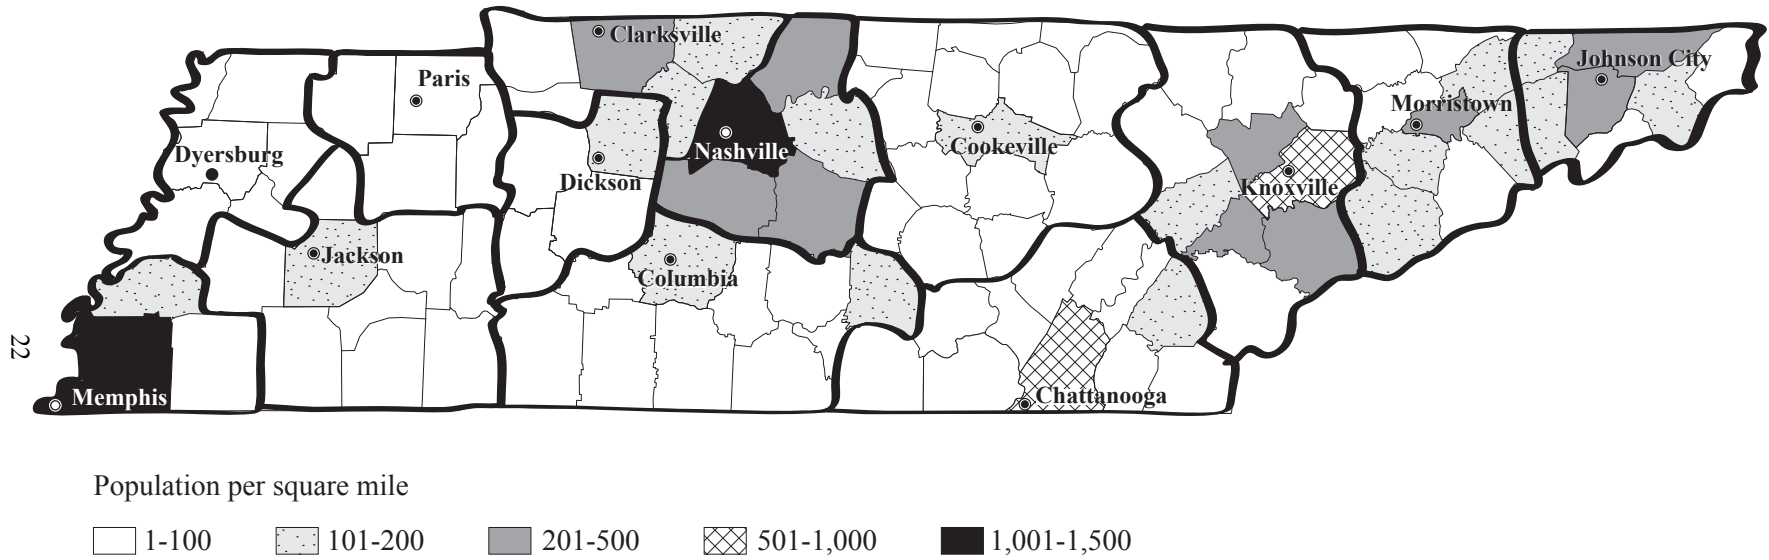 Clarksville
Johnson City
Paris
Morristown
Cookeville
Nashville
Dyersburg
Dickson
Knoxville
Jackson
Columbia
22
Memphis
Chattanooga
Population per square mile
1-100 101-200 201-500 501-1,000 1,001-1,500